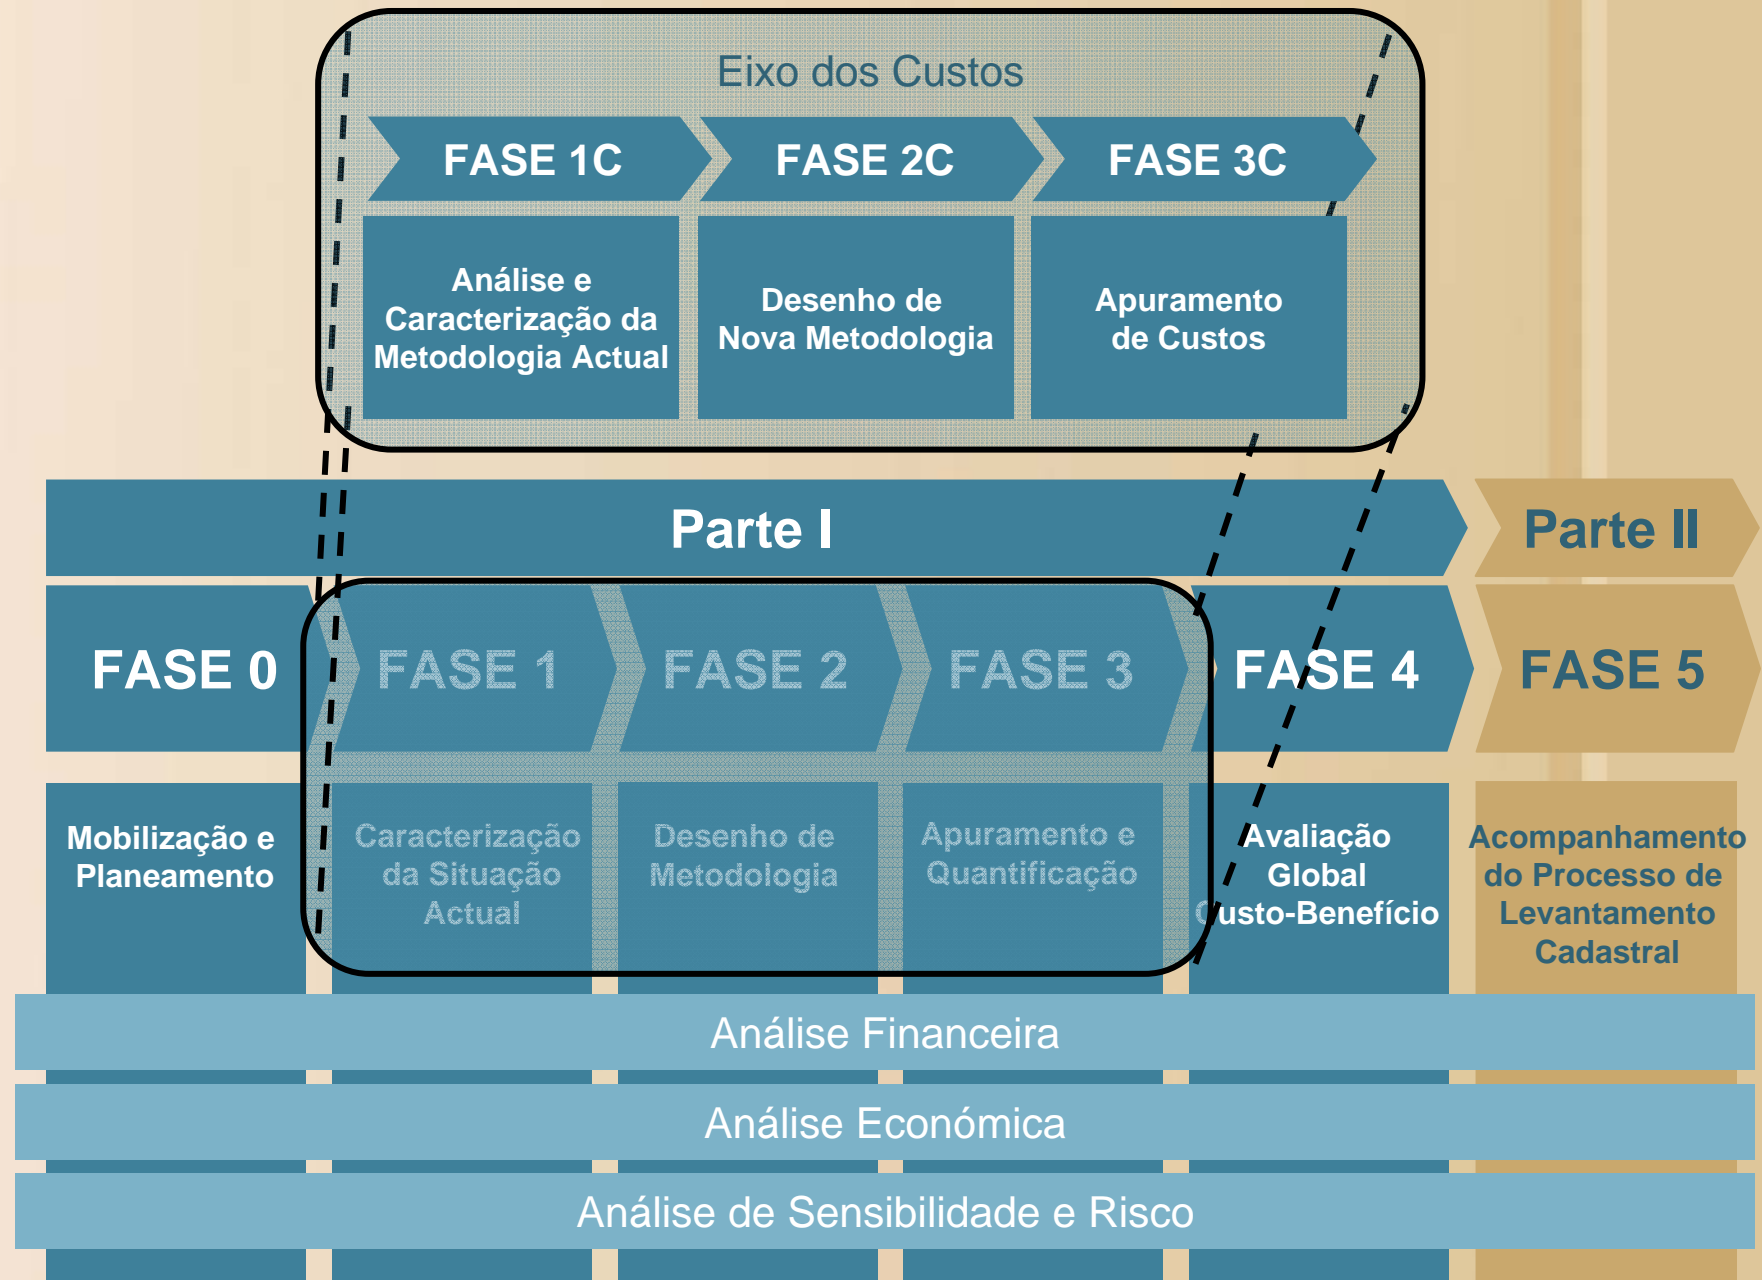 Eixo dos Custos
FASE 1C
FASE 2C
FASE 3C
Análise e
Caracterização da
Metodologia Actual
Desenho de
Nova Metodologia
Apuramento
de Custos
Parte I
Parte II
FASE 0
FASE 1
FASE 2
FASE 3
FASE 4
FASE 5
Mobilização e
Planeamento
Caracterização
da Situação
Actual
Desenho de
Metodologia
Apuramento e
Quantificação
Avaliação
Global
Custo-Benefício
Acompanhamento
do Processo de
Levantamento
Cadastral
Análise Financeira
Análise Económica
Análise de Sensibilidade e Risco